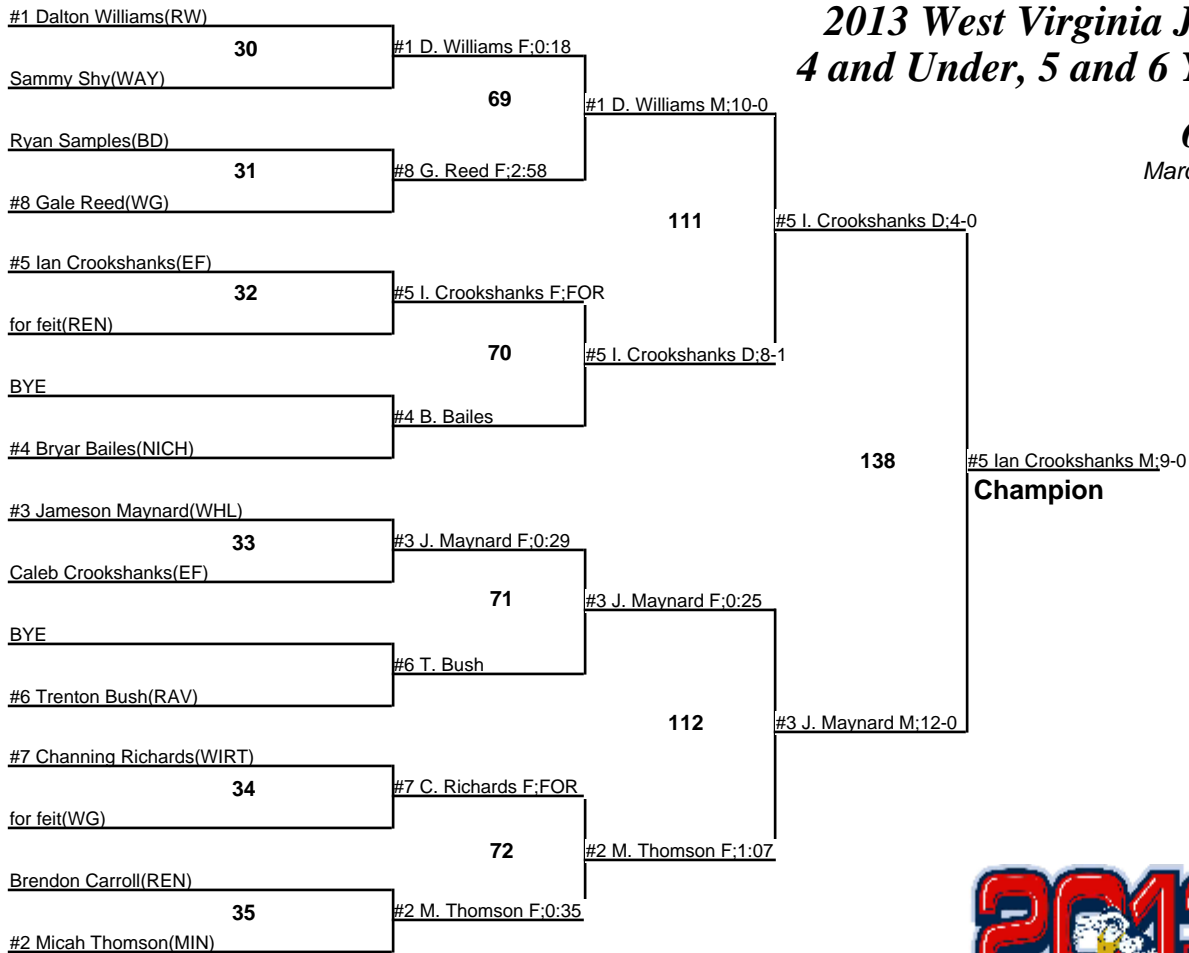 2013 West Virginia J
4 and Under, 5 and 6 Y
Marc
#1 Dalton Williams(RW)
30
Sammy Shy(WAY)
#1 D. Williams F;0:18
69
Ryan Samples(BD)
31
#8 Gale Reed(WG)
#8 G. Reed F;2:58
#1 D. Williams M;10-0
111
#5 Ian Crookshanks(EF)
32
for feit(REN)
#5 I. Crookshanks F;FOR
70
BYE
#4 Bryar Bailes(NICH)
#4 B. Bailes
#5 I. Crookshanks D;8-1
#5 I. Crookshanks D;4-0
138
#5 Ian Crookshanks M;9-0
Champion
#3 Jameson Maynard(WHL)
33
Caleb Crookshanks(EF)
#3 J. Maynard F;0:29
71
BYE
#6 Trenton Bush(RAV)
#6 T. Bush
#3 J. Maynard F;0:25
112
#3 J. Maynard M;12-0
#7 Channing Richards(WIRT)
34
for feit(WG)
#7 C. Richards F;FOR
72
Brendon Carroll(REN)
35
#2 Micah Thomson(MIN)
#2 M. Thomson F;0:35
#2 M. Thomson F;1:07
201